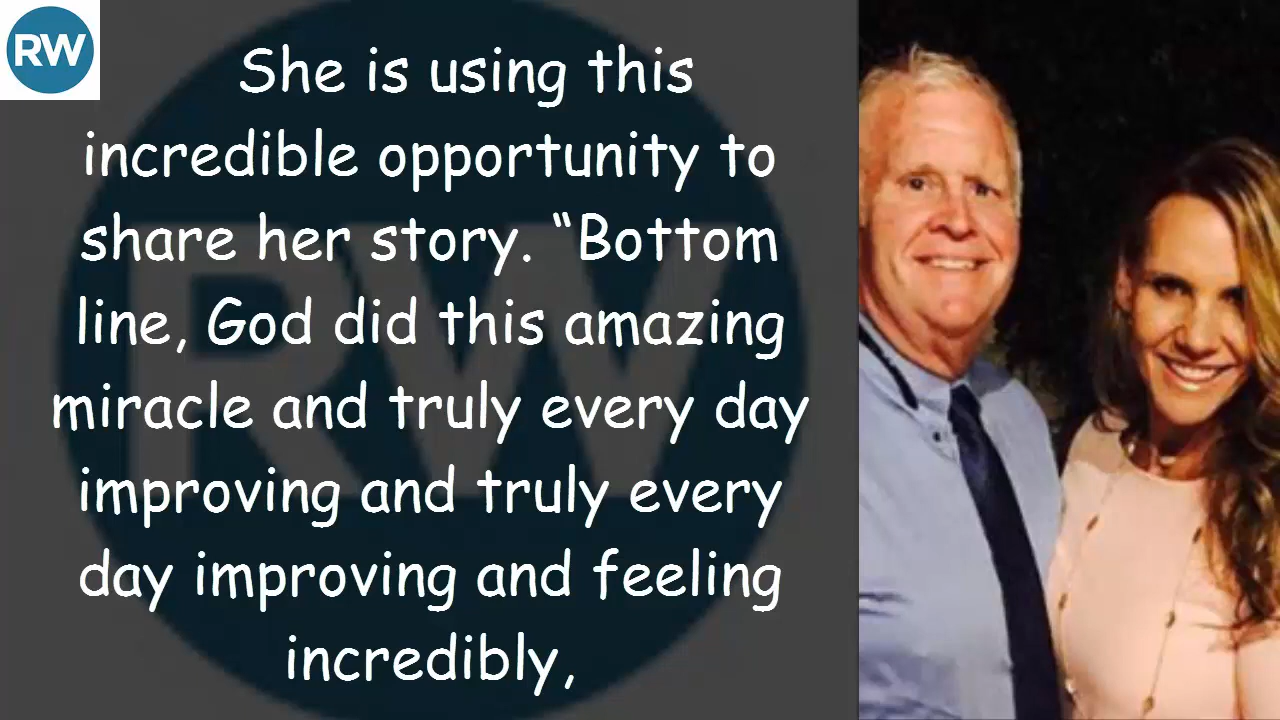 RW
She is using this
incredible opportunity to
share her story. “Bottom
line, God did this amazing
miracle and truly every day
improving and truly every
day improving and feeling
incredibly,
RW